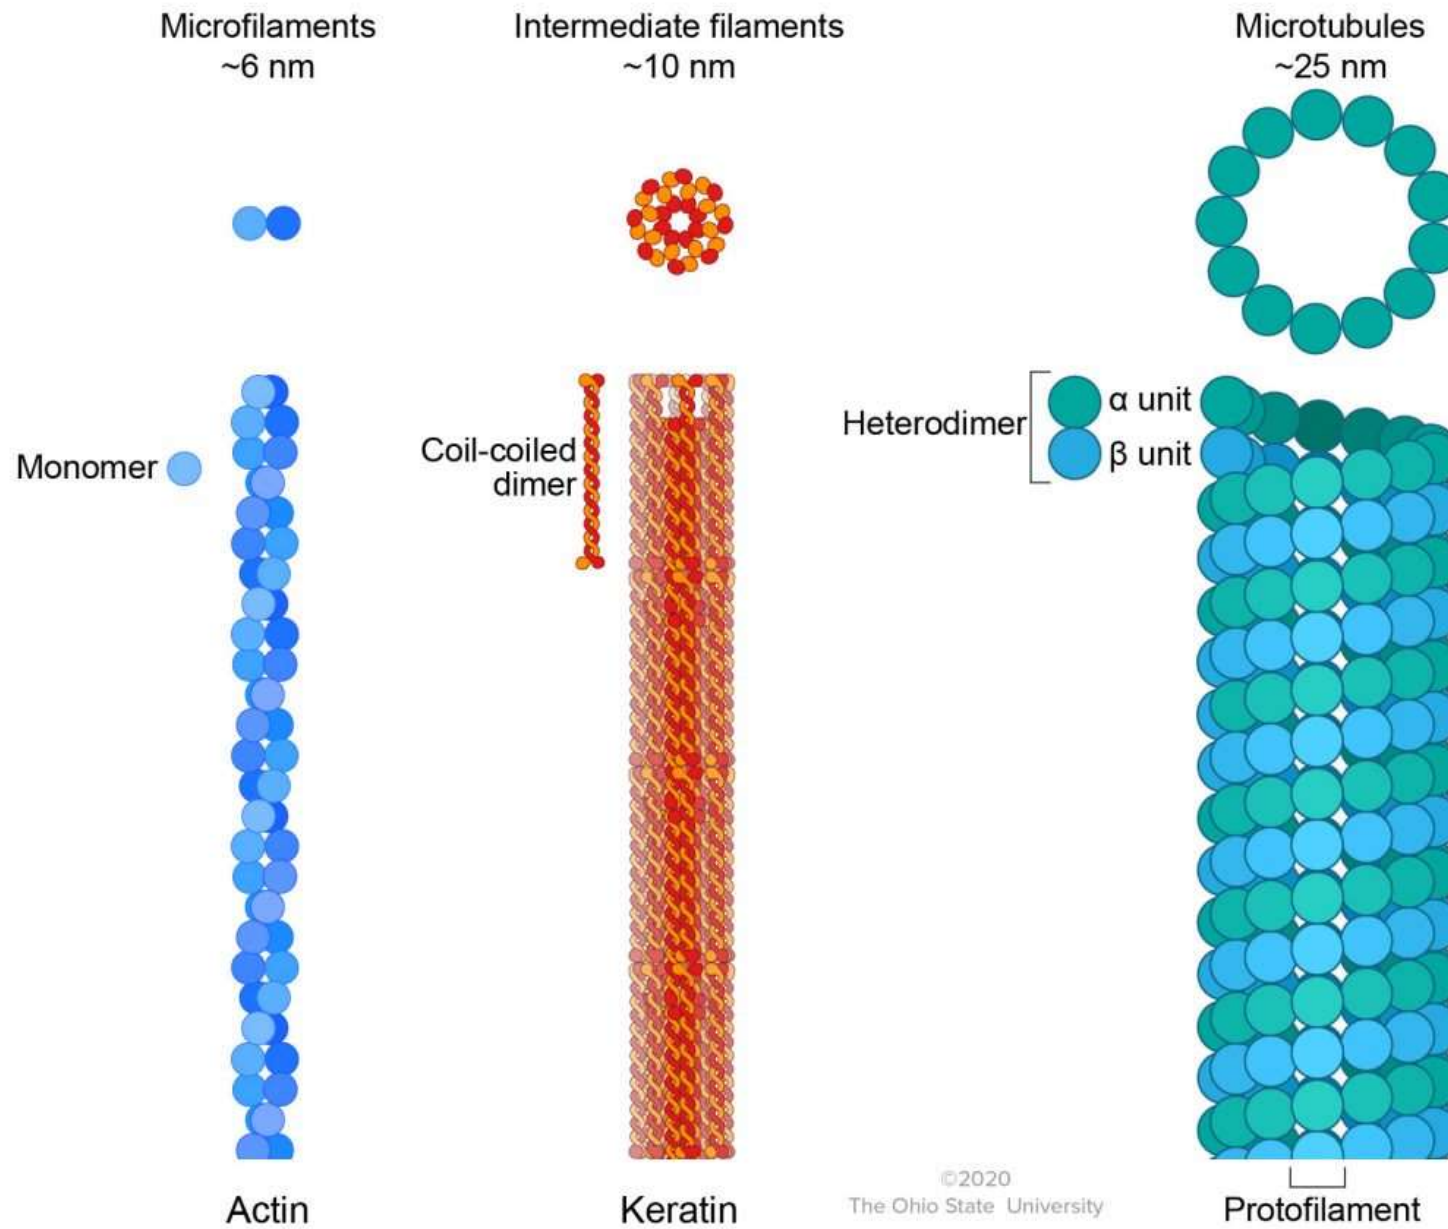 Microfilaments
~6 nm
Intermediate filaments
~10 nm
Microtubules
~25 nm
Monomer
Coil-coiled
dimer
Heterodimer
α unit
β unit
Actin
Keratin
©2020
The Ohio State University
Protofilament